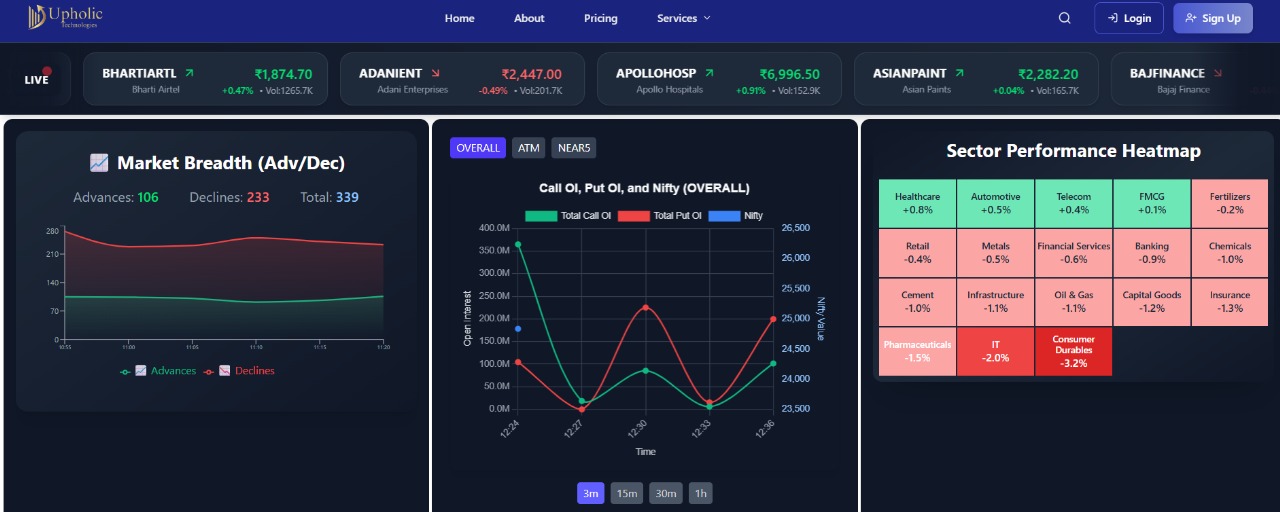 Upholic
Technologies
Home
About
Pricing
Services
Login
Sign Up
LIVE
BHARTIARTL
₹1,874.70
Bharti Airtel
+0.47% • Vol:1265.7K
ADANIENT
₹2,447.00
Adani Enterprises
-0.49% • Vol:201.7K
APOLLOHOSP
₹6,996.50
Apollo Hospitals
+0.91% • Vol:152.9K
ASIANPAINT
₹2,282.20
Asian Paints
+0.04% • Vol:165.7K
BAJFINANCE
Bajaj Finance
Market Breadth (Adv/Dec)
Advances: 106
Declines: 233
Total: 339
280
210
140
70
0
10:55
11:00
11:05
11:10
11:15
11:20
Advances
Declines
OVERALL
ATM
NEAR5
Call OI, Put OI, and Nifty (OVERALL)
Total Call OI
Total Put OI
Nifty
Open Interest
400.0M
350.0M
300.0M
250.0M
200.0M
150.0M
100.0M
50.0M
0.0M
26,500
26,000
25,500
25,000
24,500
24,000
23,500
Nifty Value
12:24
12:27
12:30
12:33
12:36
Time
3m
15m
30m
1h
Sector Performance Heatmap
Healthcare
+0.8%
Automotive
+0.5%
Telecom
+0.4%
FMCG
+0.1%
Fertilizers
-0.2%
Retail
-0.4%
Metals
-0.5%
Financial Services
-0.6%
Banking
-0.9%
Chemicals
-1.0%
Cement
-1.0%
Infrastructure
-1.1%
Oil & Gas
-1.1%
Capital Goods
-1.2%
Insurance
-1.3%
Pharmaceuticals
-1.5%
IT
-2.0%
Consumer
Durables
-3.2%